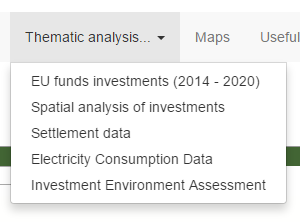 Thematic analysis... Maps Useful
EU funds investments (2014 - 2020)
Spatial analysis of investments
Settlement data
Electricity Consumption Data
Investment Environment Assessment